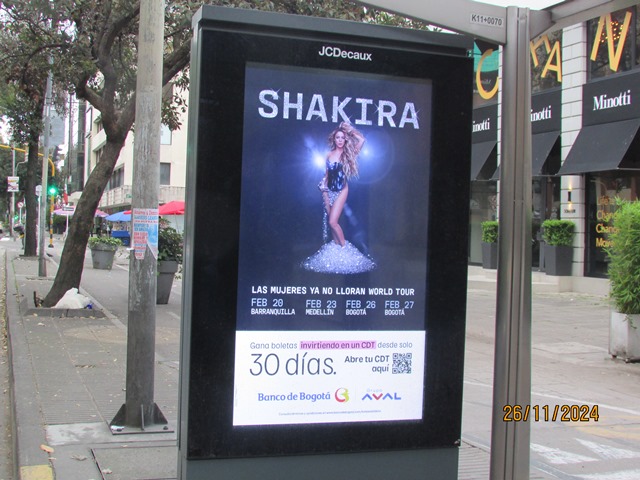 K11+0070
JCDecaux
SHAKIRA
LAS MUJERES YA NO LLORAN WORLD TOUR
FEB 20 FEB 23 FEB 26 FEB 27
BARRANQUILLA MEDELLÍN BOGOTÁ BOGOTÁ
Gana boletas invirtiendo en un CDT desde solo
30 días.
Abre tu CDT
aquí
Banco de Bogotá
AVAL
Minotti
Minotti
Minotti
26/11/2024